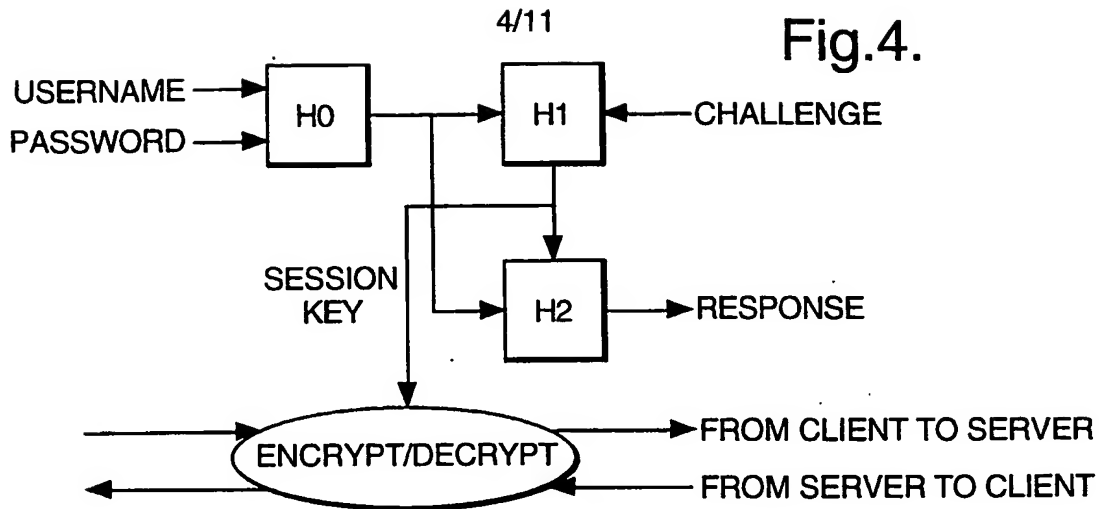 4/11
Fig.4.
USERNAME
PASSWORD
H0
H1
CHALLENGE
SESSION
KEY
H2
RESPONSE
ENCRYPT/DECRYPT
FROM CLIENT TO SERVER
FROM SERVER TO CLIENT